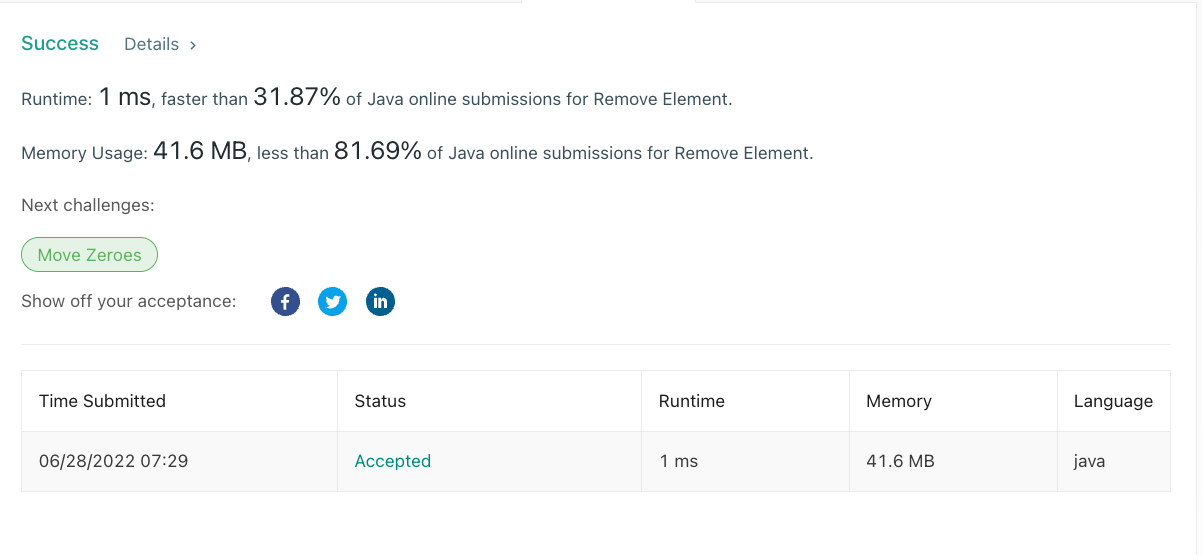 Success Details >
Runtime: 1 ms, faster than 31.87% of Java online submissions for Remove Element.
Memory Usage: 41.6 MB, less than 81.69% of Java online submissions for Remove Element.
Next challenges:
Move Zeroes
Show off your acceptance: f in
Time Submitted Status Runtime Memory Language
06/28/2022 07:29 Accepted 1 ms 41.6 MB java